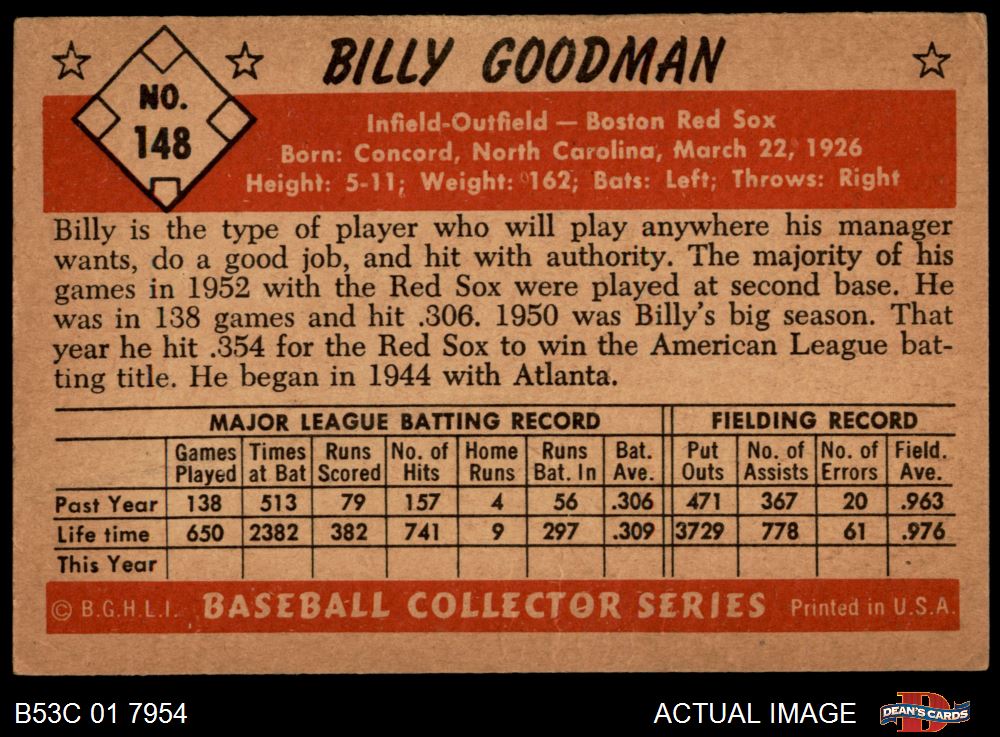 BILLY GOODMAN
NO.
148
Infield-Outfield — Boston Red Sox
Born: Concord, North Carolina, March 22, 1926
Height: 5-11; Weight: 162; Bats: Left; Throws: Right
Billy is the type of player who will play anywhere his manager
wants, do a good job, and hit with authority. The majority of his
games in 1952 with the Red Sox were played at second base. He
was in 138 games and hit .306. 1950 was Billy's big season. That
year he hit .354 for the Red Sox to win the American League bat-
ting title. He began in 1944 with Atlanta.
MAJOR LEAGUE BATTING RECORD FIELDING RECORD
Games Times Runs No. of Home Runs Bat. Put No. of No. of Field.
Played at Bat Scored Hits Runs Bat. In Ave. Outs Assists Errors Ave.
Past Year 138 513 79 157 4 56 .306 471 367 20 .963
Life time 650 2382 382 741 9 297 .309 3729 778 61 .976
This Year
© B.G.H.L.I. BASEBALL COLLECTOR SERIES Printed in U.S.A.
B53C 01 7954 ACTUAL IMAGE DEAN'S CARDS